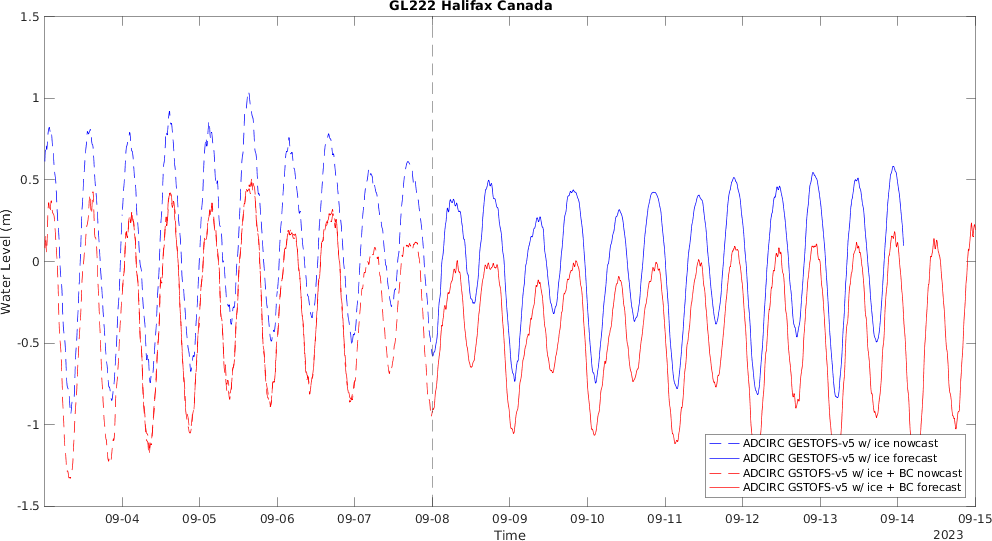 GL222 Halifax Canada
1.5
1
0.5
0
-0.5
-1
-1.5
Water Level (m)
ADCIRC GESTOFS-v5 w/ ice nowcast
ADCIRC GESTOFS-v5 w/ ice forecast
ADCIRC GSTOFS-v5 w/ ice + BC nowcast
ADCIRC GSTOFS-v5 w/ ice + BC forecast
09-04 09-05 09-06 09-07 09-08 09-09 09-10 09-11 09-12 09-13 09-14 09-15
Time
2023